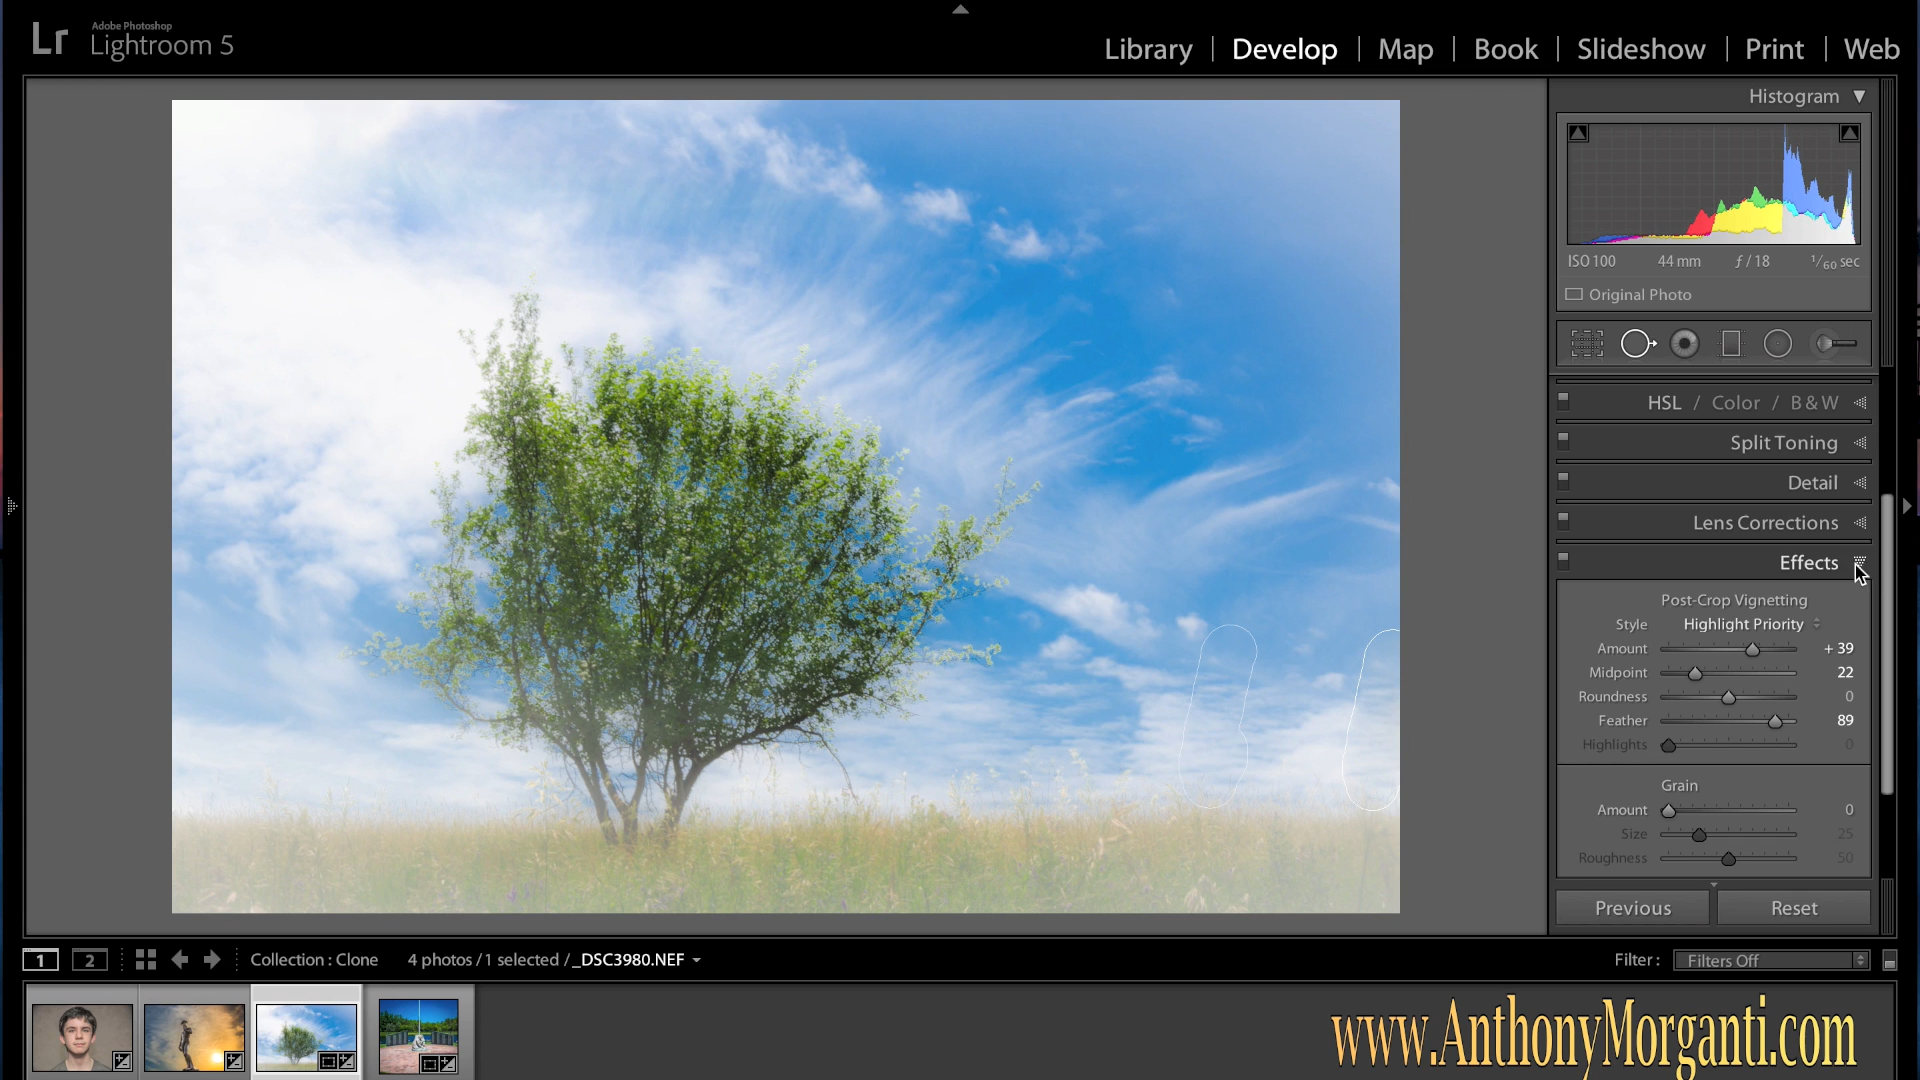 Lr Adobe Photoshop
Lightroom 5
Library | Develop | Map | Book | Slideshow | Print | Web
Histogram
ISO 100 44 mm ƒ / 18 1/60 sec
Original Photo
HSL / Color / B & W
Split Toning
Detail
Lens Corrections
Effects
Post-Crop Vignetting
Style Highlight Priority
Amount + 39
Midpoint 22
Roundness 0
Feather 89
Highlights 0
Grain
Amount 0
Size 25
Roughness 50
Previous Reset
1 2 Collection : Clone 4 photos / 1 selected / _DSC3980.NEF Filter : Filters Off
www.AnthonyMorganti.com